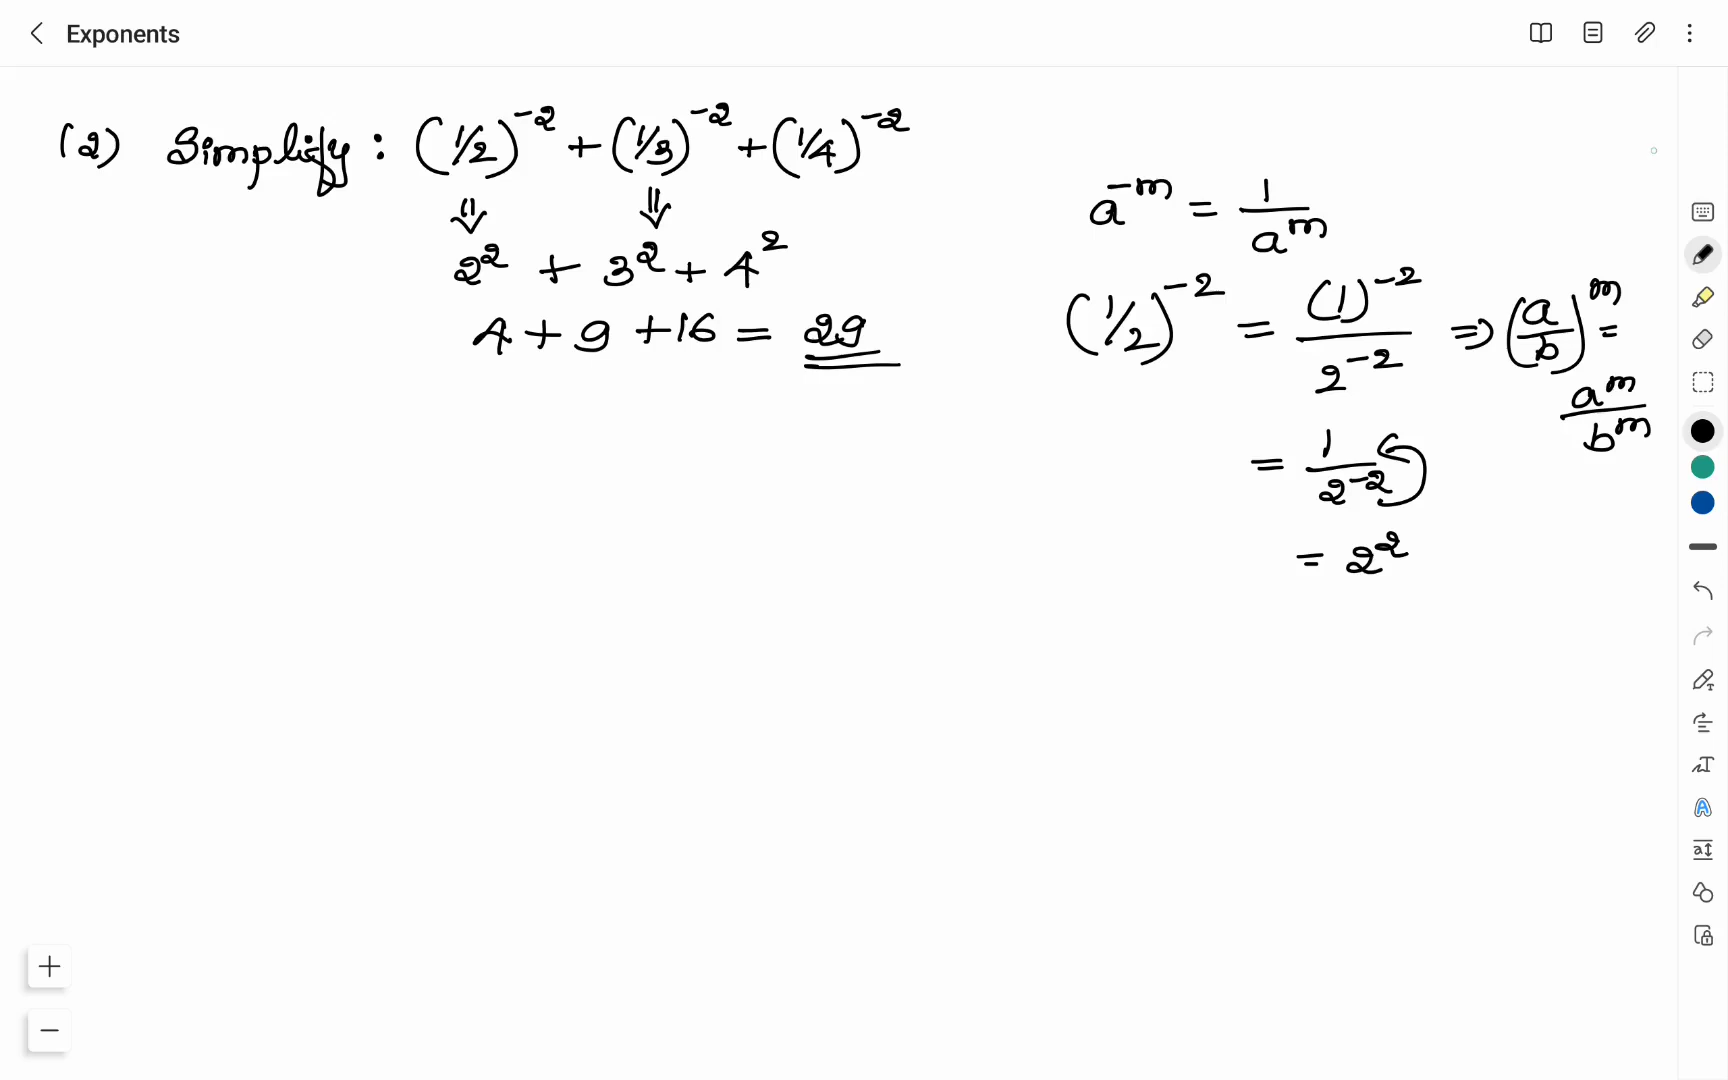 Exponents
(2) Simplify : (1/2)^-2 + (1/3)^-2 + (1/4)^-2
⇓ ⇓
2^2 + 3^2 + 4^2
4 + 9 + 16 = 29
a^-m = 1/a^m
(1/2)^-2 = (1)^-2/2^-2 ⇒ (a/b)^m =
a^m/b^m
= 1/2^-2
= 2^2